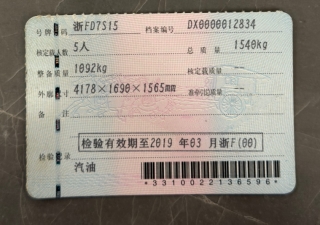 号牌号码 浙FD7S15 档案编号 DX0000012834
核定载人数 5人 总质量 1540kg
整备质量 1092kg 核定载质量
外廓尺寸 4178×1690×1565mm 准牵引总质量
备注
检验有效期至2019年03月浙F(00)
检验记录
汽油
*3310022136596*